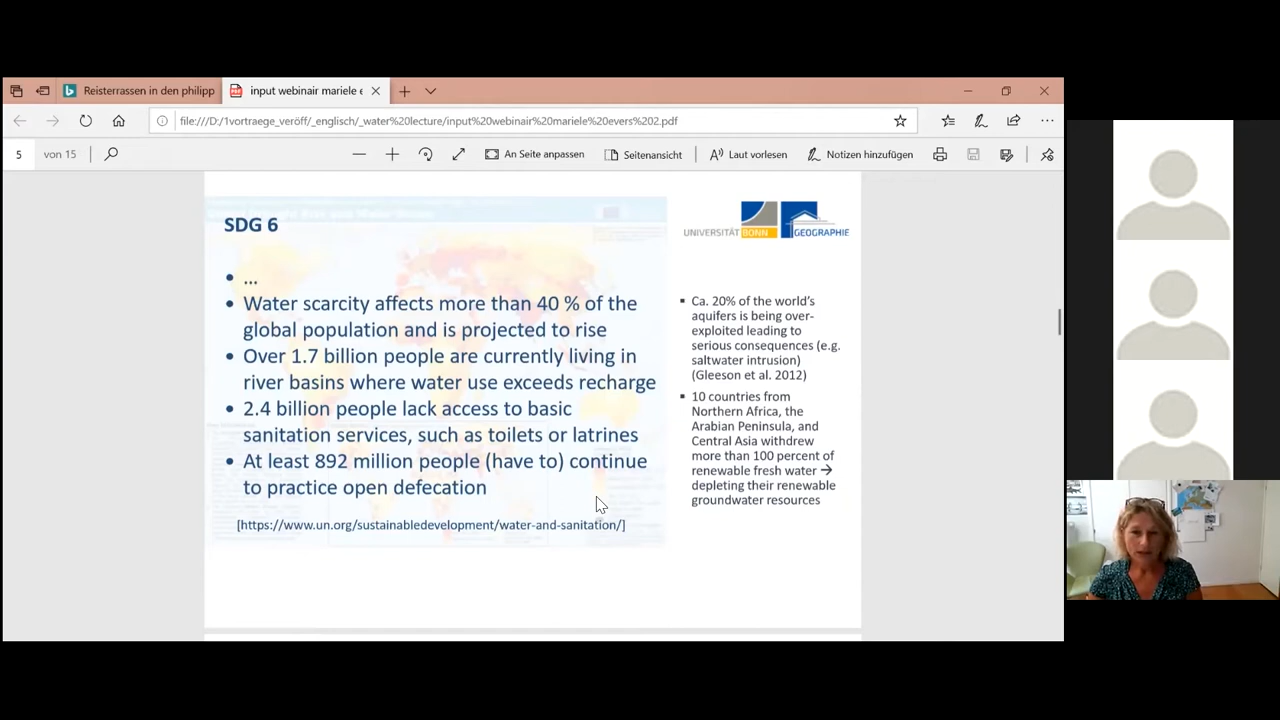 Reisterrassen in den philipp
input webinair mariele e
file:///D:/1vortraege_veröff/_englisch/_water%20lecture/input%20webinair%20mariele%20evers%202.pdf
5 von 15
An Seite anpassen
Seitenansicht
Laut vorlesen
Notizen hinzufügen
SDG 6
• ...
• Water scarcity affects more than 40 % of the
global population and is projected to rise
• Over 1.7 billion people are currently living in
river basins where water use exceeds recharge
• 2.4 billion people lack access to basic
sanitation services, such as toilets or latrines
• At least 892 million people (have to) continue
to practice open defecation
[https://www.un.org/sustainabledevelopment/water-and-sanitation/]
UNIVERSITÄT BONN
GEOGRAPHIE
▪ Ca. 20% of the world's
aquifers is being over-
exploited leading to
serious consequences (e.g.
saltwater intrusion)
(Gleeson et al. 2012)
▪ 10 countries from
Northern Africa, the
Arabian Peninsula, and
Central Asia withdrew
more than 100 percent of
renewable fresh water →
depleting their renewable
groundwater resources